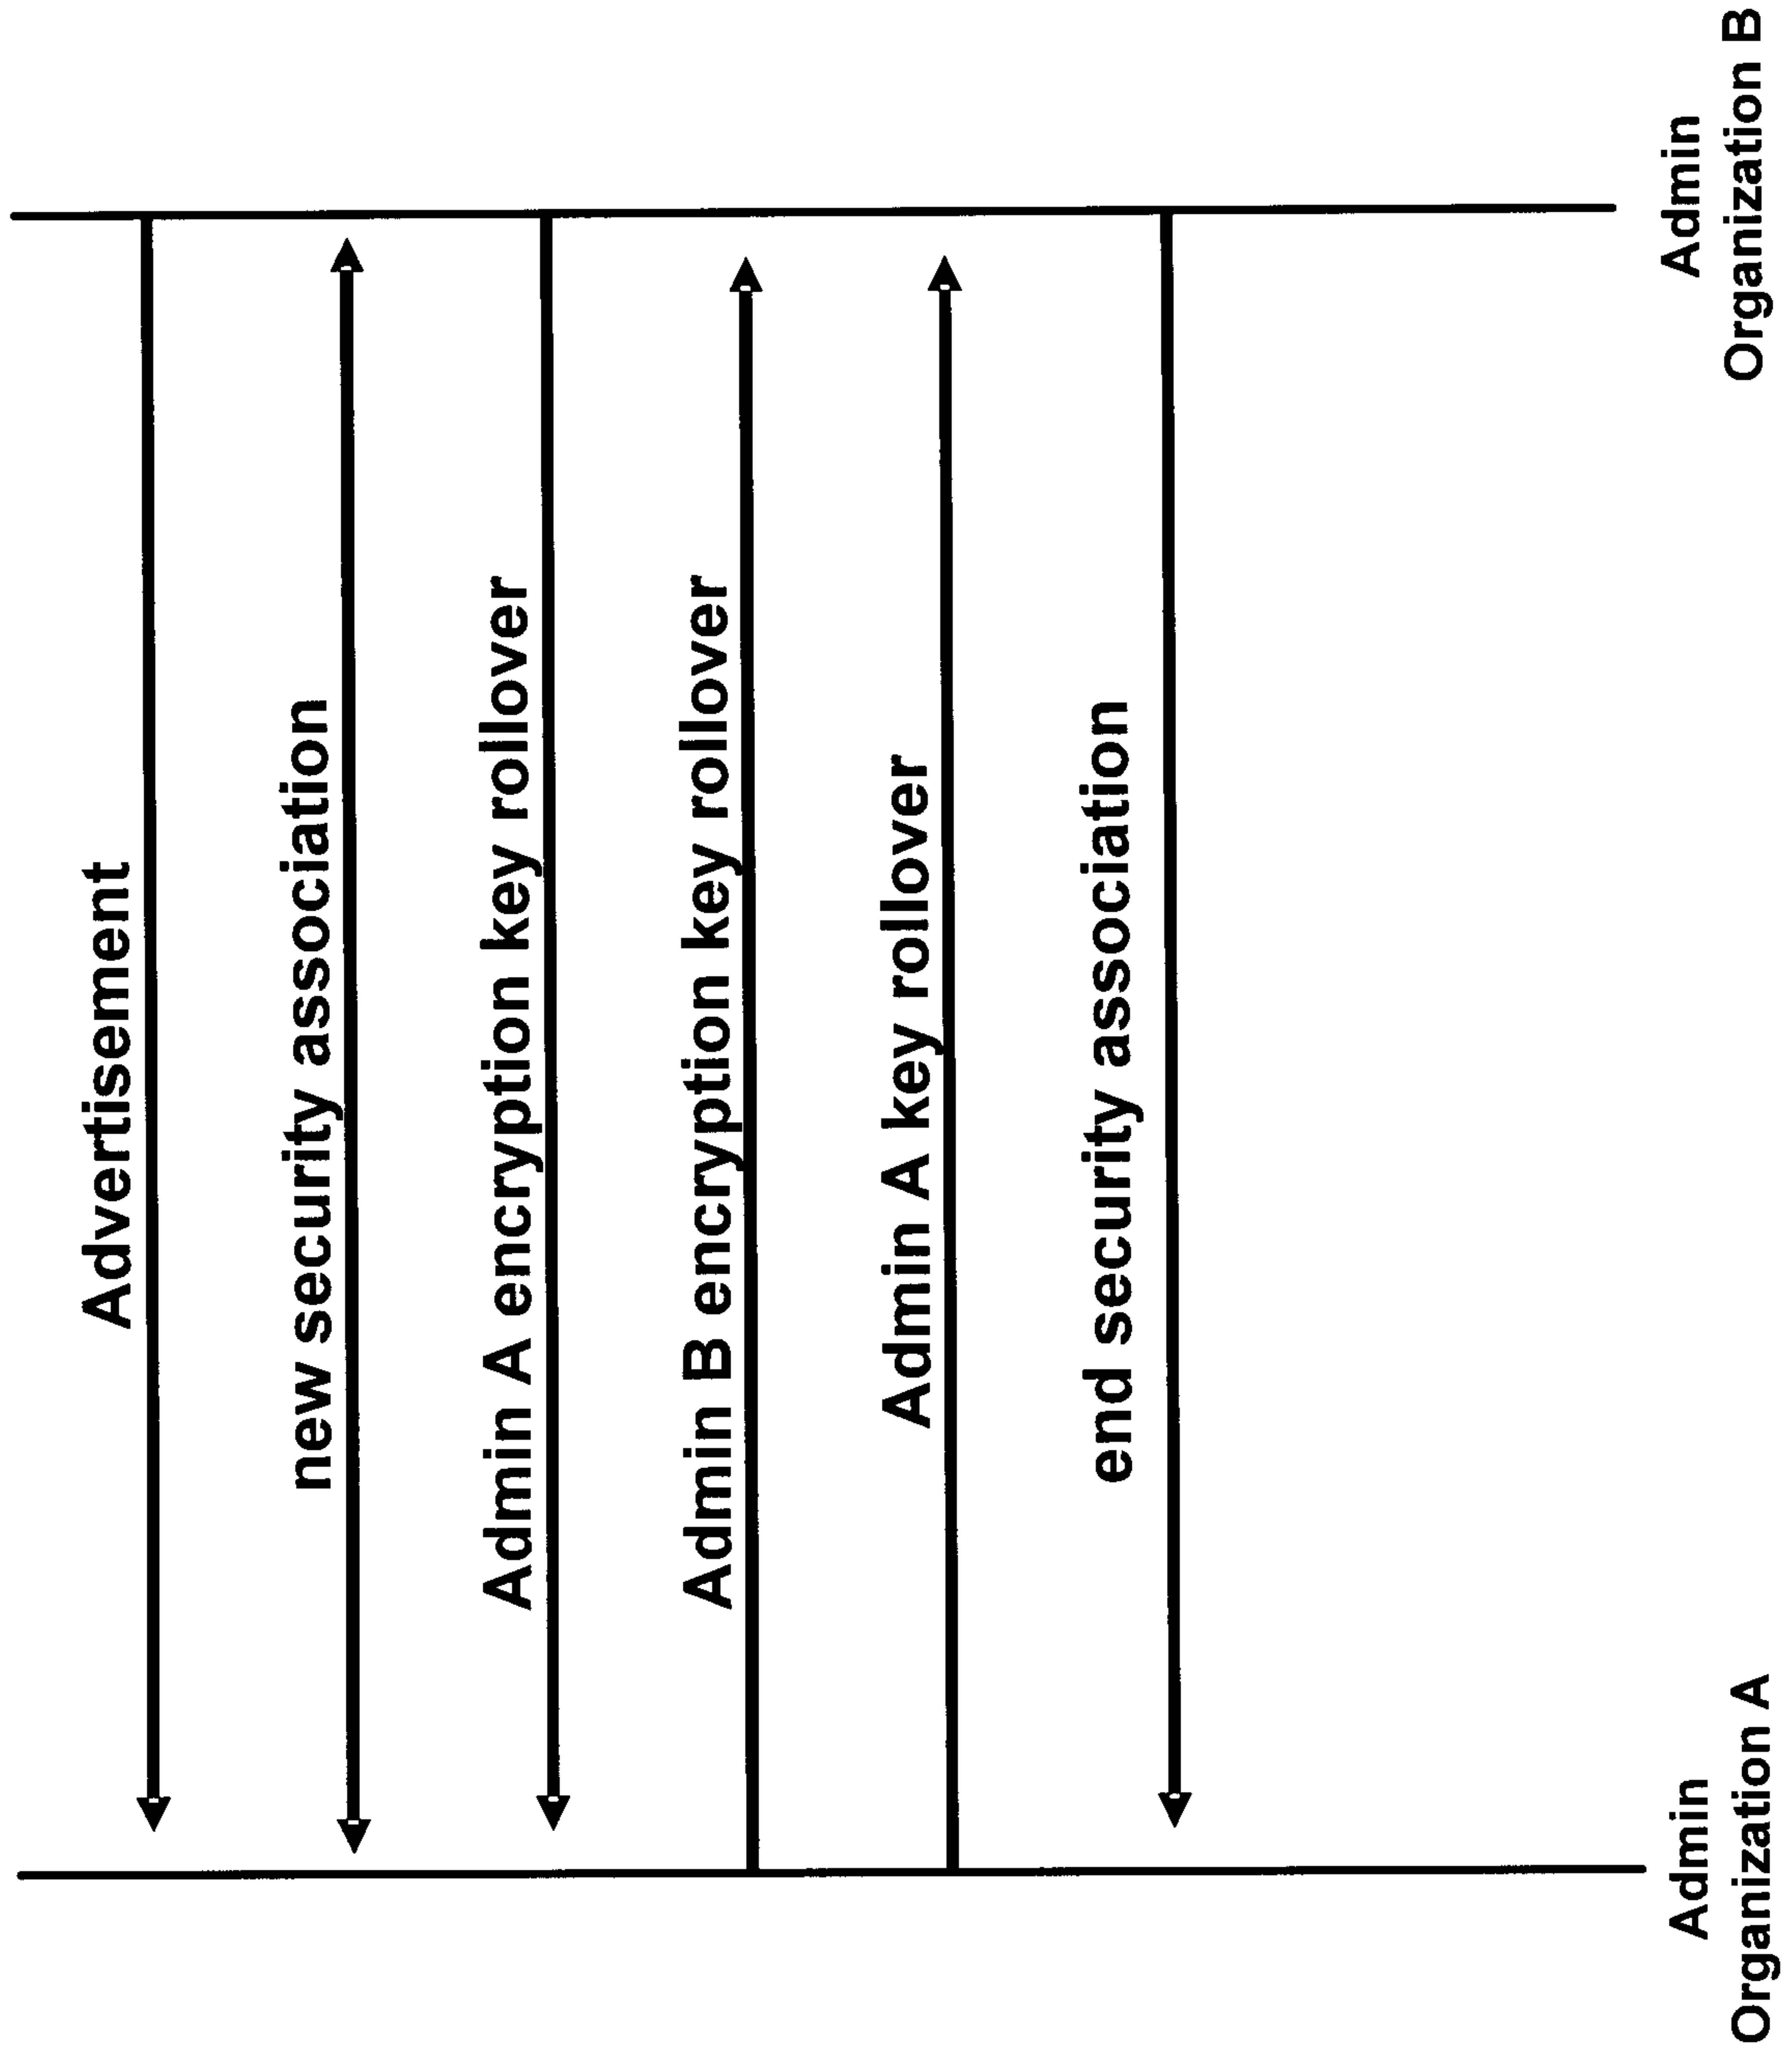 Advertisement
new security association
Admin A encryption key rollover
Admin B encryption key rollover
Admin A key rollover
end security association
Admin
Organization A
Admin
Organization B